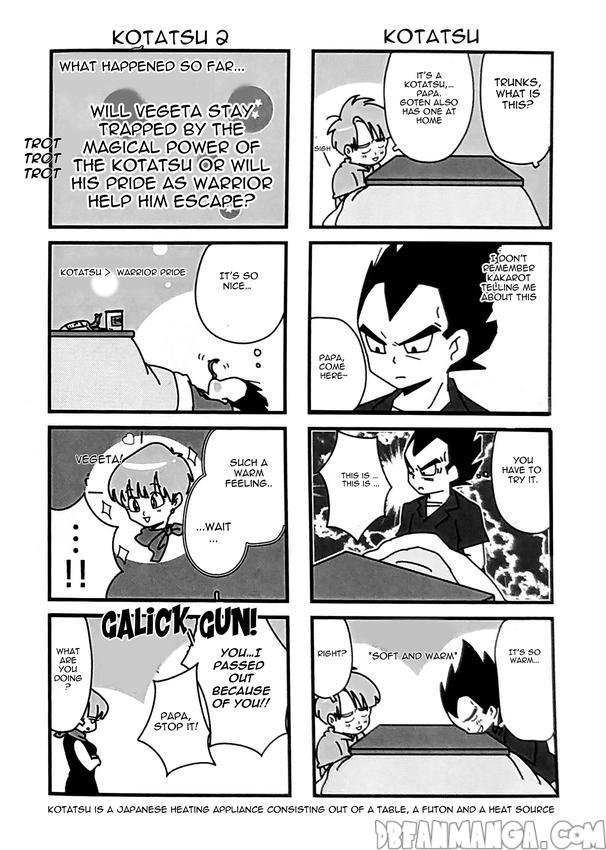 KOTATSU
TRUNKS,
WHAT IS
THIS?
IT'S A
KOTATSU,...
PAPA.
GOTEN ALSO
HAS ONE AT
HOME
SIGH
I DON'T
REMEMBER
KAKAROT
TELLING ME
ABOUT THIS
PAPA,
COME
HERE~
YOU HAVE
TO TRY IT.
THIS IS ...
THIS IS ...
IT'S SO
WARM...
"SOFT AND WARM"
RIGHT?
KOTATSU 2
WHAT HAPPENED SO FAR...
WILL VEGETA STAY
TRAPPED BY THE
MAGICAL POWER OF
THE KOTATSU OR WILL
HIS PRIDE AS WARRIOR
HELP HIM ESCAPE?
TROT
TROT
TROT
IT'S SO
NICE...
KOTATSU > WARRIOR PRIDE
SUCH A
WARM
FEELING..
...WAIT
...
VEGETA!
...!!
GALICK GUN!
YOU...I
PASSED
OUT
BECAUSE
OF YOU!!
PAPA,
STOP IT!
WHAT
ARE
YOU
DOING
?
KOTATSU IS A JAPANESE HEATING APPLIANCE CONSISTING OUT OF A TABLE, A FUTON AND A HEAT SOURCE
DBFANMANGA.COM